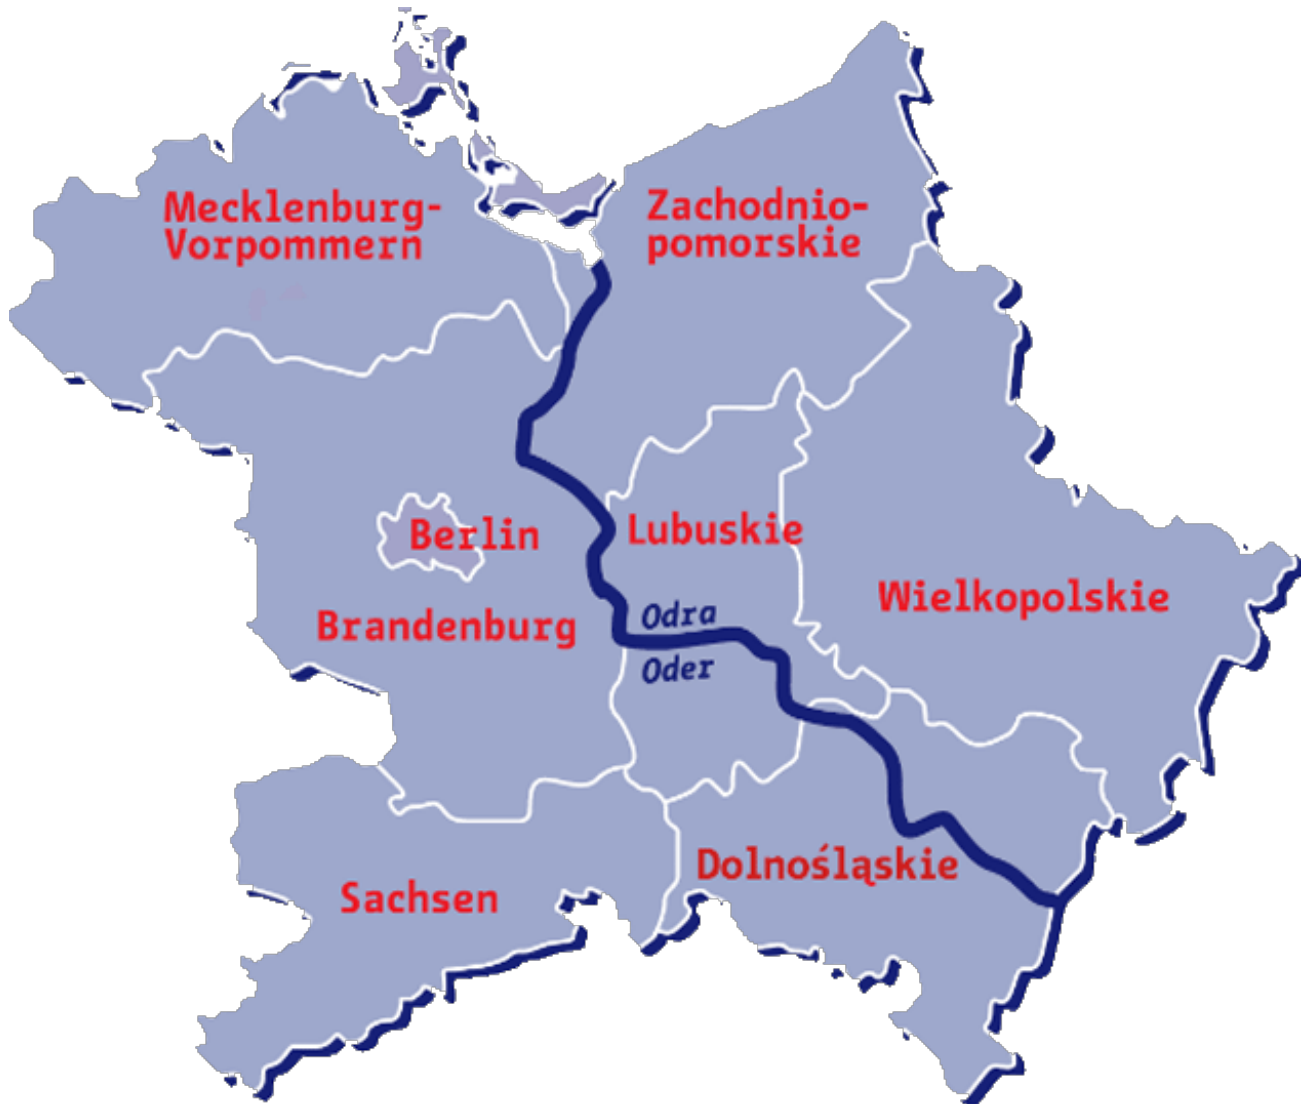 Mecklenburg-
Vorpommern
Zachodnio-
pomorskie
Berlin
Lubuskie
Brandenburg
Wielkopolskie
Odra
Oder
Sachsen
Dolnośląskie